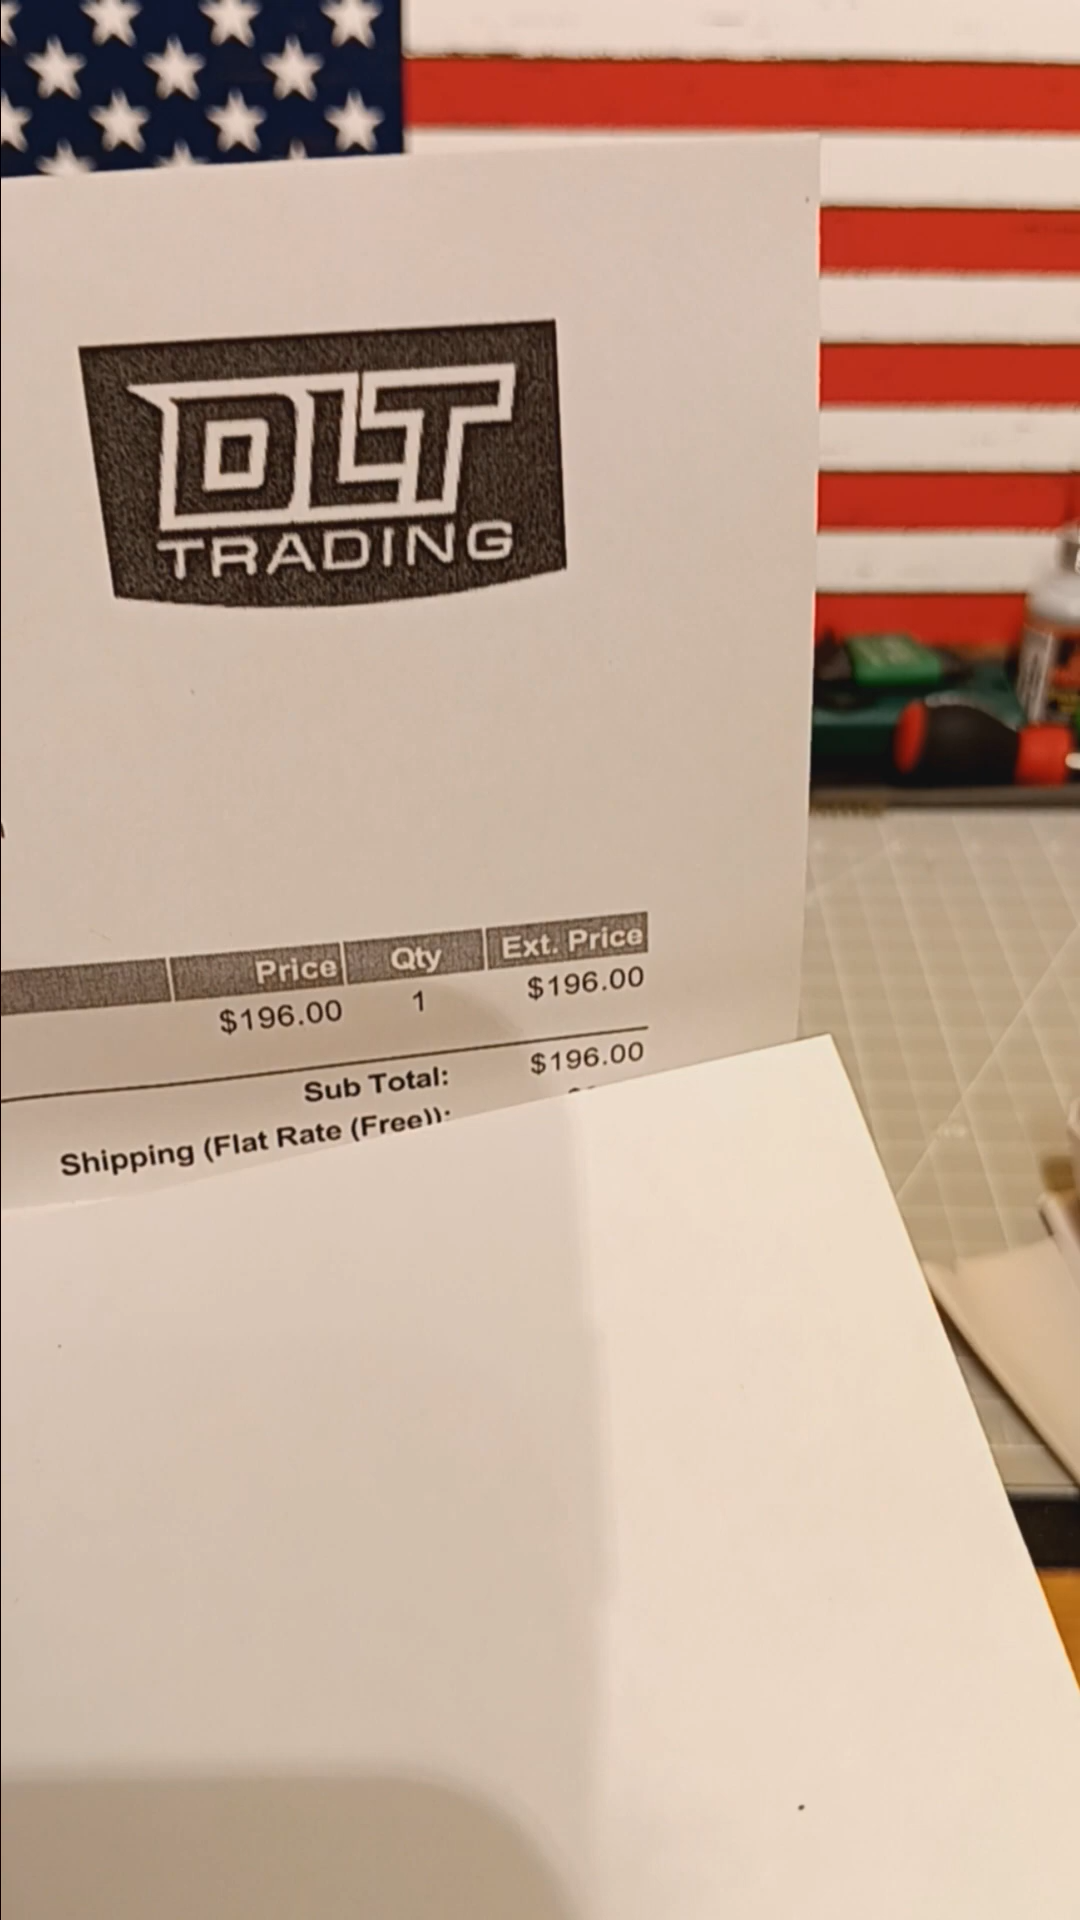 DLT
TRADING
Price Qty Ext. Price
$196.00 1 $196.00
Sub Total: $196.00
Shipping (Flat Rate (Free)):